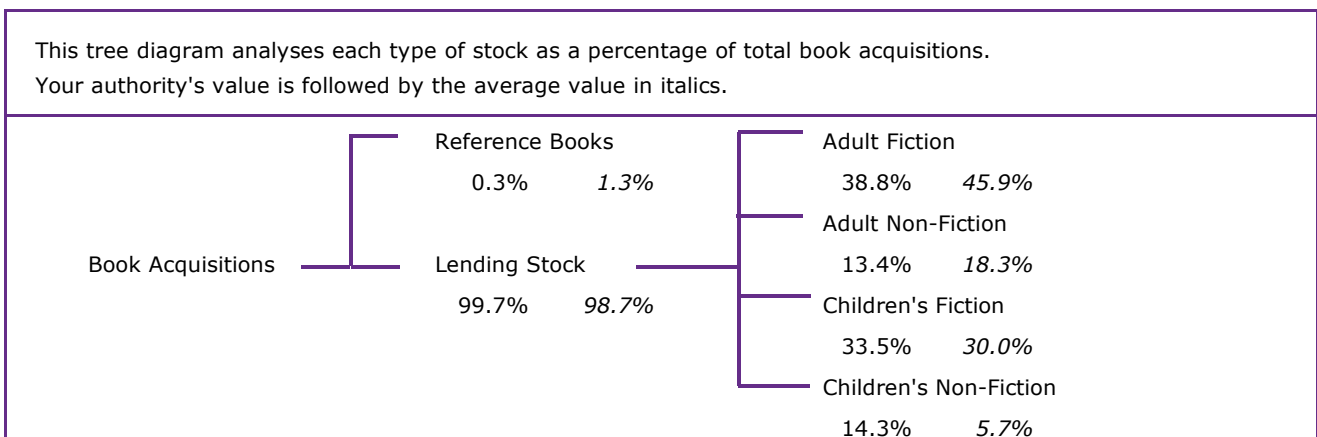 This tree diagram analyses each type of stock as a percentage of total book acquisitions.
Your authority's value is followed by the average value in italics.
Reference Books
0.3% 1.3%
Book Acquisitions
Lending Stock
99.7% 98.7%
Adult Fiction
38.8% 45.9%
Adult Non-Fiction
13.4% 18.3%
Children's Fiction
33.5% 30.0%
Children's Non-Fiction
14.3% 5.7%